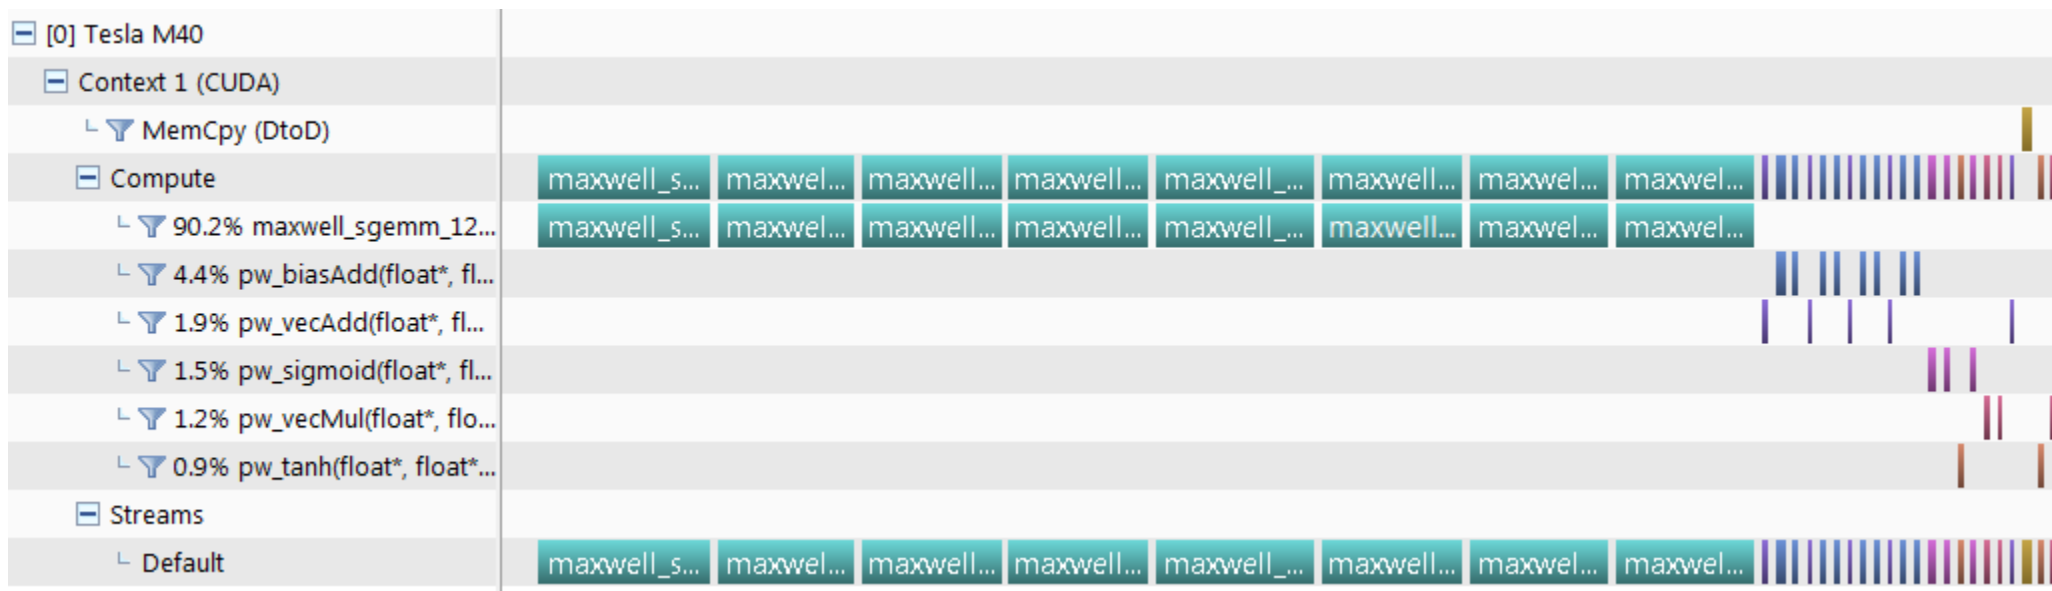 [0] Tesla M40
Context 1 (CUDA)
MemCpy (DtoD)
Compute maxwell_s... maxwel... maxwell... maxwell... maxwell_... maxwell... maxwel... maxwel...
90.2% maxwell_sgemm_12... maxwell_s... maxwel... maxwell... maxwell... maxwell_... maxwell... maxwel... maxwel...
4.4% pw_biasAdd(float*, fl...
1.9% pw_vecAdd(float*, fl...
1.5% pw_sigmoid(float*, fl...
1.2% pw_vecMul(float*, flo...
0.9% pw_tanh(float*, float*...
Streams
Default maxwell_s... maxwel... maxwell... maxwell... maxwell_... maxwell... maxwel... maxwel...